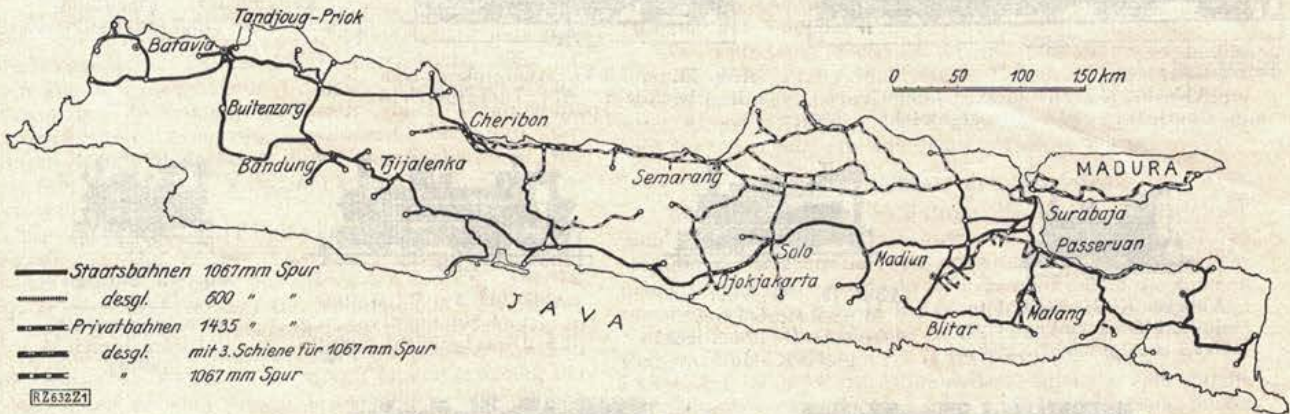 Tandjoug-Priok
Batavia
0 50 100 150 km
Buitenzorg
Cheribon
Bandung
Tjijalenka
Semarang
MADURA
Surabaja
Passeruan
Solo
Madiun
Djokjakarta
Malang
Blitar
JAVA
Staatsbahnen 1067 mm Spur
desgl. 600 " "
Privatbahnen 1435 " "
desgl. mit 3. Schiene für 1067 mm Spur
" 1067 mm Spur
RZ632Z1